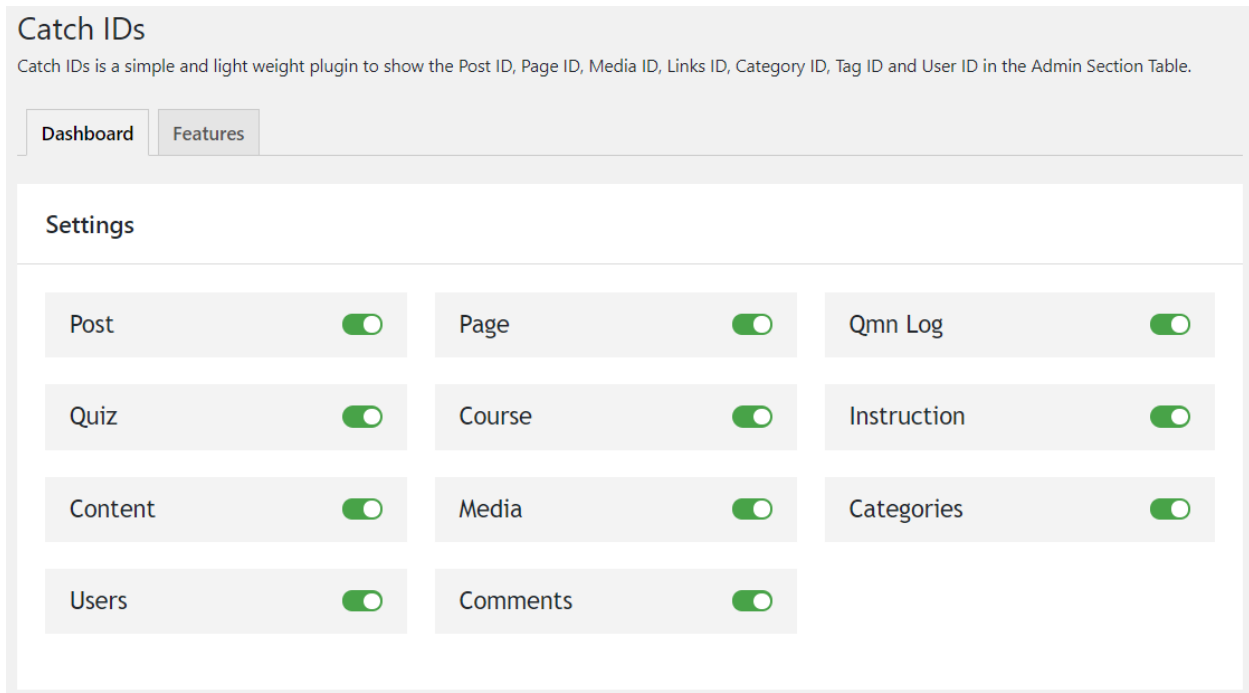 Catch IDs
Catch IDs is a simple and light weight plugin to show the Post ID, Page ID, Media ID, Links ID, Category ID, Tag ID and User ID in the Admin Section Table.
Dashboard Features
Settings
Post Page Qmn Log
Quiz Course Instruction
Content Media Categories
Users Comments